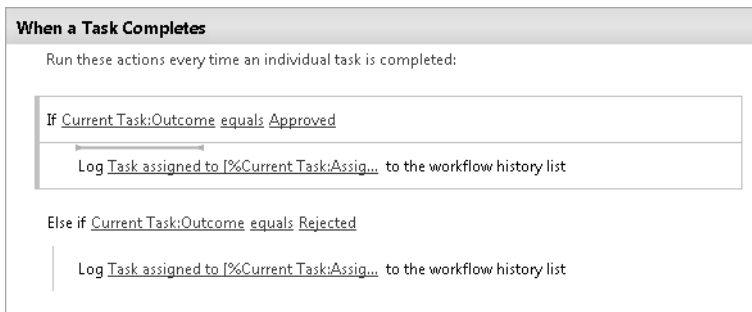 When a Task Completes
Run these actions every time an individual task is completed:
If Current Task:Outcome equals Approved
Log Task assigned to [%Current Task:Assig... to the workflow history list
Else if Current Task:Outcome equals Rejected
Log Task assigned to [%Current Task:Assig... to the workflow history list